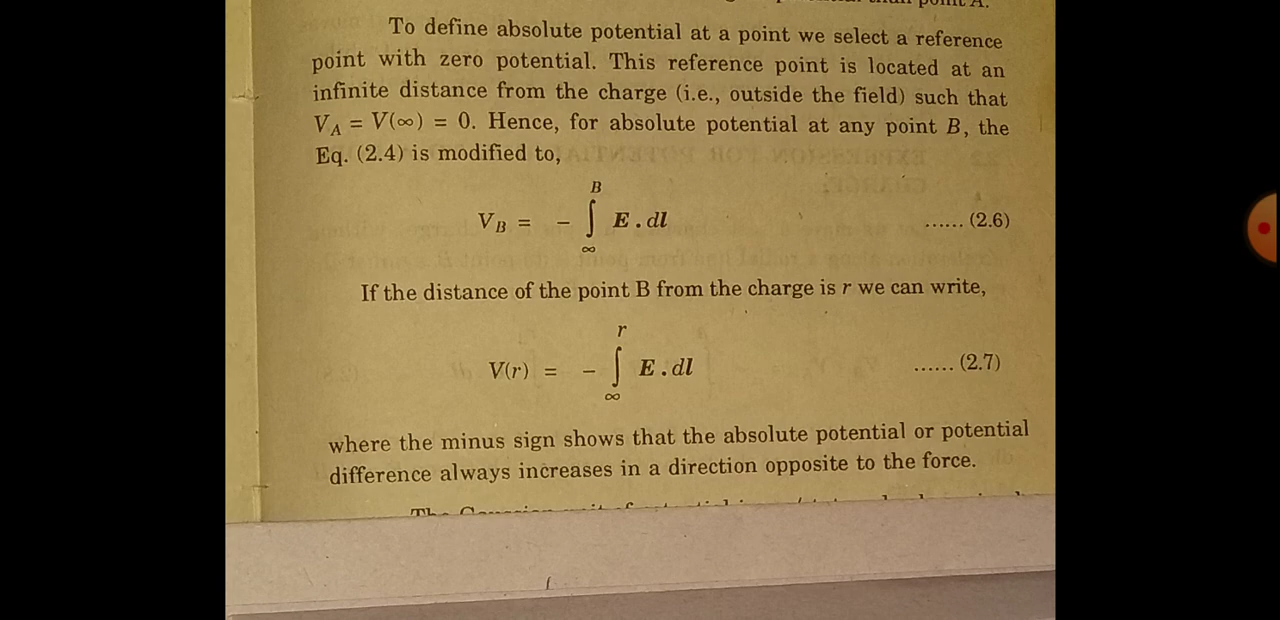 point A.
To define absolute potential at a point we select a reference
point with zero potential. This reference point is located at an
infinite distance from the charge (i.e., outside the field) such that
V_A = V(∞) = 0. Hence, for absolute potential at any point B, the
Eq. (2.4) is modified to,
V_B = - ∫_∞^B E . dl ...... (2.6)
If the distance of the point B from the charge is r we can write,
V(r) = - ∫_∞^r E . dl ...... (2.7)
where the minus sign shows that the absolute potential or potential
difference always increases in a direction opposite to the force.